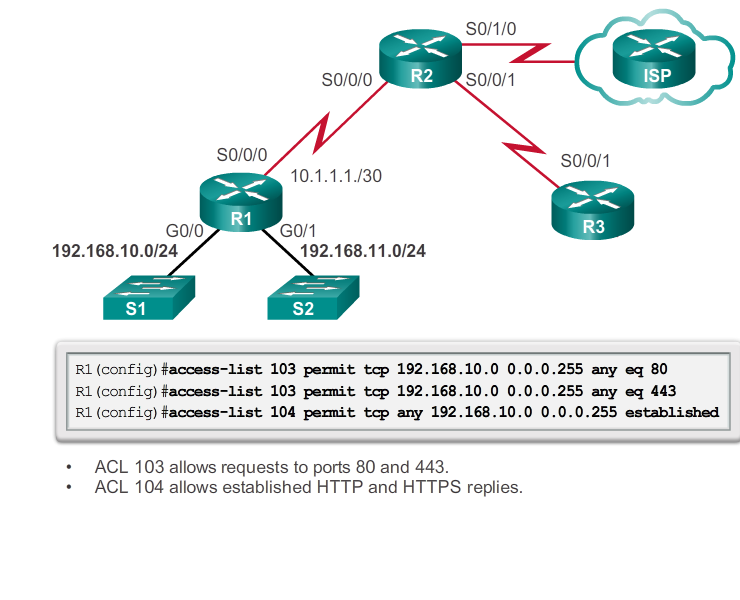 S0/1/0
R2
ISP
S0/0/0
S0/0/1
S0/0/0
S0/0/1
10.1.1.1./30
R1
R3
G0/0
G0/1
192.168.10.0/24
192.168.11.0/24
S1
S2
R1(config)#access-list 103 permit tcp 192.168.10.0 0.0.0.255 any eq 80
R1(config)#access-list 103 permit tcp 192.168.10.0 0.0.0.255 any eq 443
R1(config)#access-list 104 permit tcp any 192.168.10.0 0.0.0.255 established
• ACL 103 allows requests to ports 80 and 443.
• ACL 104 allows established HTTP and HTTPS replies.